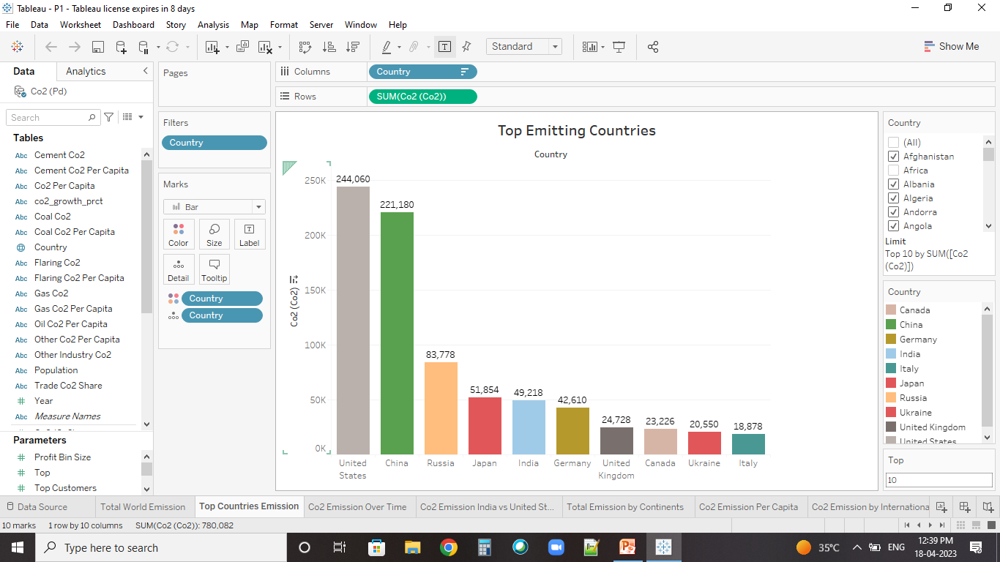 Tableau - P1 - Tableau license expires in 8 days
File Data Worksheet Dashboard Story Analysis Map Format Server Window Help
Standard
Show Me
Data
Analytics
Co2 (Pd)
Search
Tables
Abc Cement Co2
Abc Cement Co2 Per Capita
Abc Co2 Per Capita
Abc co2_growth_prct
Abc Coal Co2
Abc Coal Co2 Per Capita
Country
Abc Flaring Co2
Abc Flaring Co2 Per Capita
Abc Gas Co2
Abc Gas Co2 Per Capita
Abc Oil Co2 Per Capita
Abc Other Co2 Per Capita
Abc Other Industry Co2
Abc Population
Abc Trade Co2 Share
# Year
Abc Measure Names
Parameters
# Profit Bin Size
# Top
# Top Customers
Pages
Filters
Country
Marks
Bar
Color Size Label
Detail Tooltip
Country
Country
Columns Country
Rows SUM(Co2 (Co2))
Top Emitting Countries
Country
Co2 (Co2)
250K
200K
150K
100K
50K
0K
244,060
221,180
83,778
51,854
49,218
42,610
24,728
23,226
20,550
18,878
United States
China
Russia
Japan
India
Germany
United Kingdom
Canada
Ukraine
Italy
Country
(All)
Afghanistan
Africa
Albania
Algeria
Andorra
Angola
Limit
Top 10 by SUM([Co2
(Co2)])
Country
Canada
China
Germany
India
Italy
Japan
Russia
Ukraine
United Kingdom
United States
Top
10
Data Source
Total World Emission
Top Countries Emission
Co2 Emission Over Time
Co2 Emission India vs United St...
Total Emission by Continents
Co2 Emission Per Capita
Co2 Emission by Internationa
10 marks 1 row by 10 columns SUM(Co2 (Co2)): 780,082
Type here to search
35°C
ENG
12:39 PM
18-04-2023